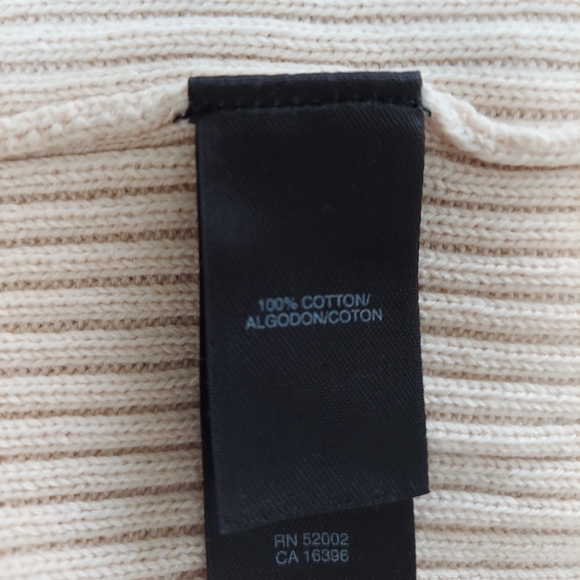 100% COTTON/
ALGODON/COTON
RN 52002
CA 16396